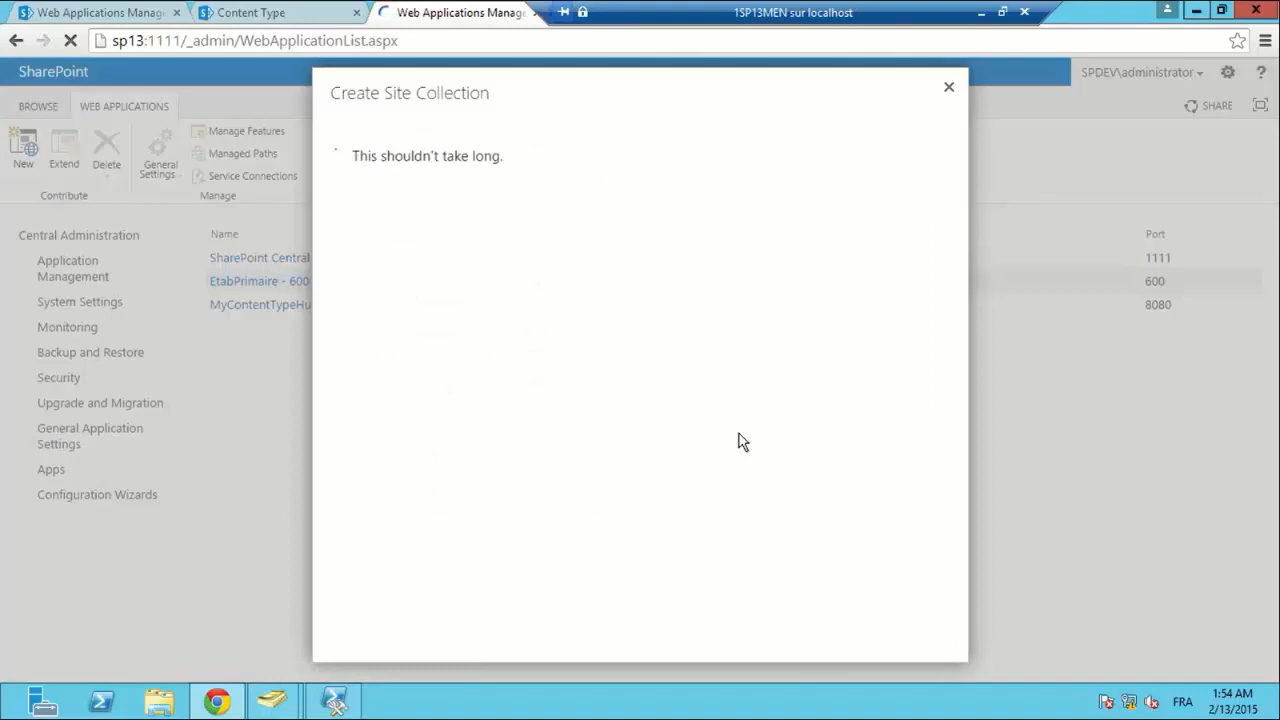 Web Applications Manage
Content Type
Web Applications Manage
1SP13MEN sur localhost
sp13:1111/_admin/WebApplicationList.aspx
SharePoint
SPDEV\administrator
?
BROWSE
WEB APPLICATIONS
SHARE
New
Extend
Delete
General Settings
Manage Features
Managed Paths
Service Connections
Contribute
Manage
Create Site Collection
This shouldn't take long.
Central Administration
Application
Management
System Settings
Monitoring
Backup and Restore
Security
Upgrade and Migration
General Application
Settings
Apps
Configuration Wizards
Name
Port
SharePoint Central
1111
EtabPrimaire - 600
600
MyContentTypeHu
8080
FR
1:54 AM
2/13/2015